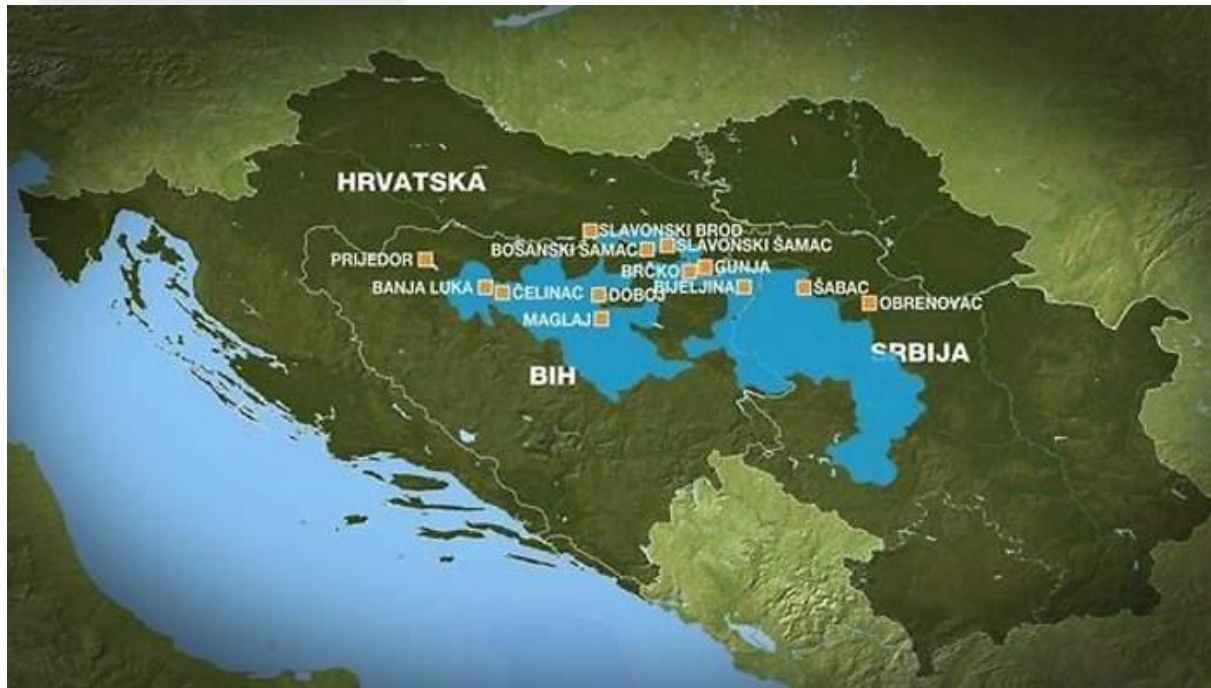 HRVATSKA
SLAVONSKI BROD
BOSANSKI ŠAMAC
SLAVONSKI ŠAMAC
PRIJEDOR
BRČKO
GUNJA
BANJA LUKA
ČELINAC
DOBOJ
BIJELJINA
ŠABAC
OBRENOVAC
MAGLAJ
SRBIJA
BIH